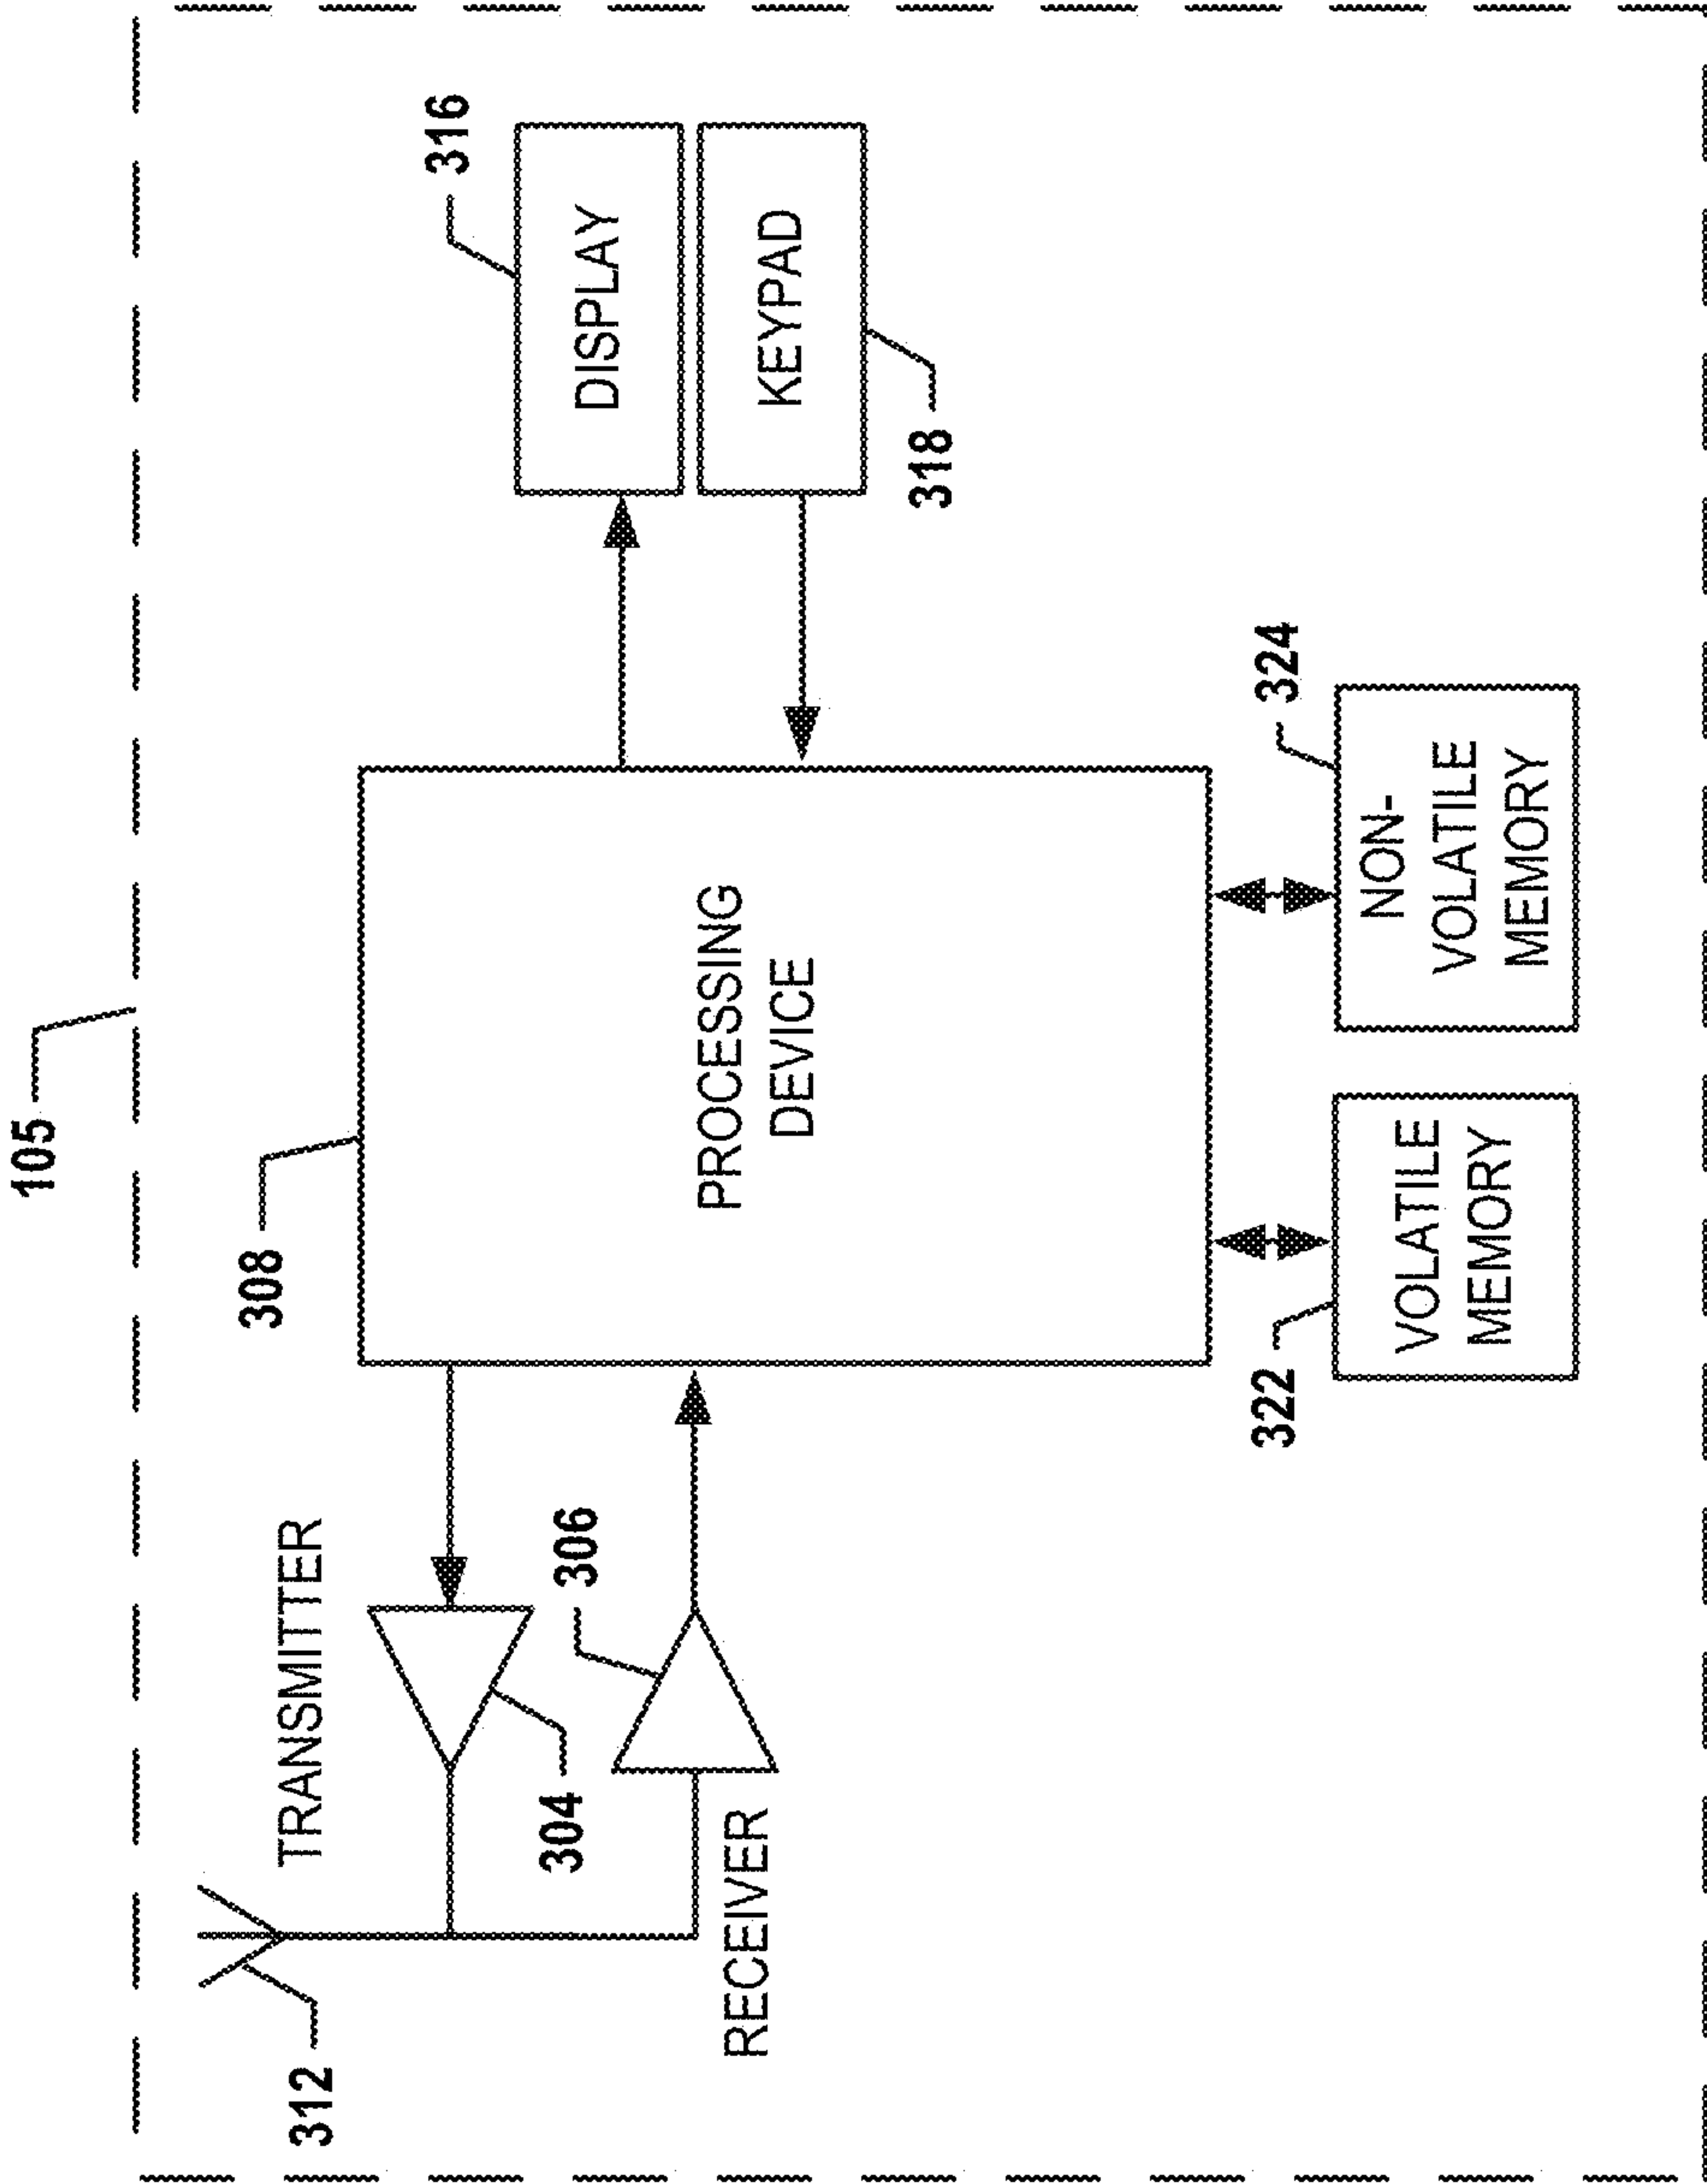 105
312
TRANSMITTER
308
316
DISPLAY
304
306
PROCESSING
DEVICE
KEYPAD
RECEIVER
318
322
VOLATILE
MEMORY
324
NON-
VOLATILE
MEMORY